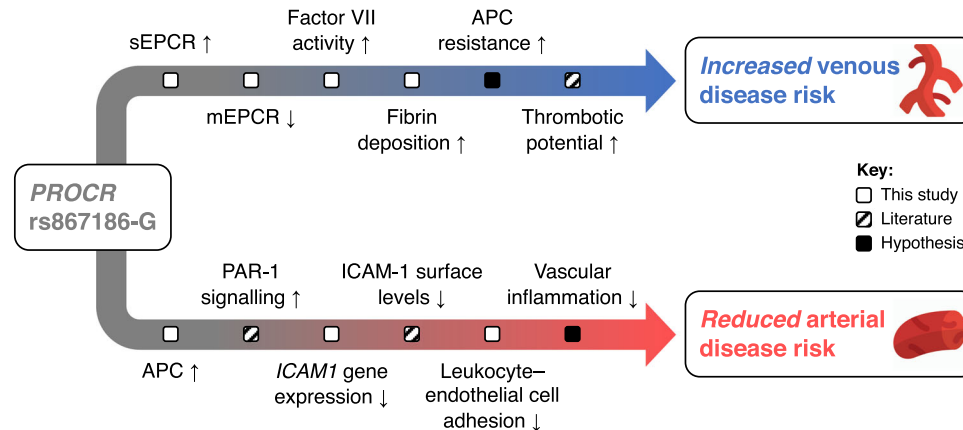 sEPCR ↑
Factor VII
activity ↑
APC
resistance ↑
mEPCR ↓
Fibrin
deposition ↑
Thrombotic
potential ↑
Increased venous
disease risk
PROCR
rs867186-G
Key:
This study
Literature
Hypothesis
PAR-1
signalling ↑
ICAM-1 surface
levels ↓
Vascular
inflammation ↓
APC ↑
ICAM1 gene
expression ↓
Leukocyte–
endothelial cell
adhesion ↓
Reduced arterial
disease risk